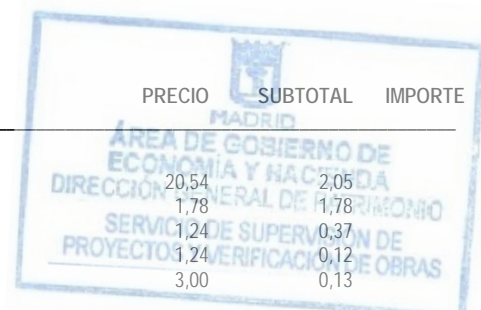 PRECIO SUBTOTAL IMPORTE
MADRID
ÁREA DE GOBIERNO DE
ECONOMÍA Y HACIENDA
DIRECCIÓN GENERAL DE PATRIMONIO
SERVICIO DE SUPERVISIÓN DE
PROYECTOS Y VERIFICACIÓN DE OBRAS
20,54 2,05
1,78 1,78
1,24 0,37
1,24 0,12
3,00 0,13